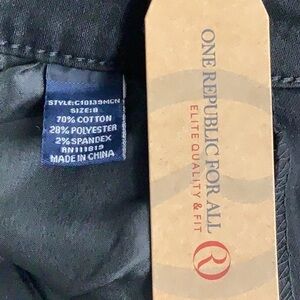 STYLE:C10139MCN
SIZE:8
70% COTTON
28% POLYESTER
2% SPANDEX
RN111819
MADE IN CHINA
ONE REPUBLIC FOR ALL
ELITE QUALITY & FIT
R